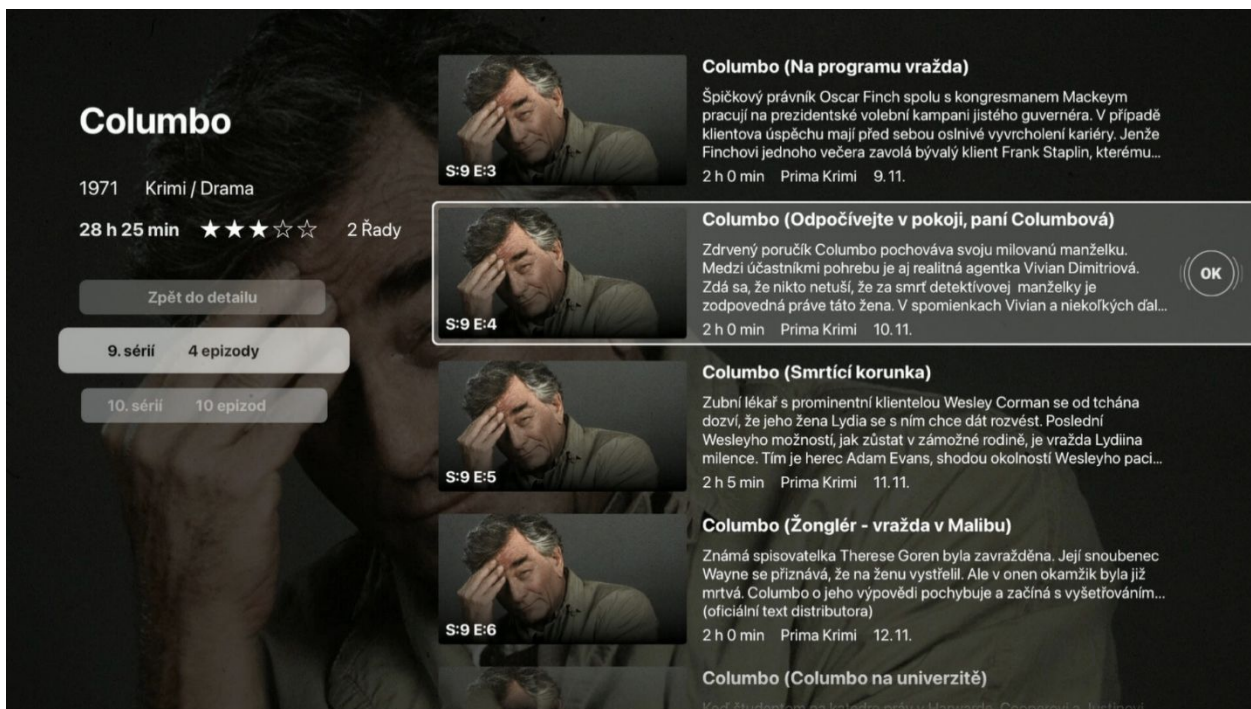 Columbo
1971 Krimi / Drama
28 h 25 min ★★★☆☆ 2 Řady
Zpět do detailu
9. sérií 4 epizody
10. sérií 10 epizod
S:9 E:3
Columbo (Na programu vražda)
Špičkový právník Oscar Finch spolu s kongresmanem Mackeym
pracují na prezidentské volební kampani jistého guvernéra. V případě
klientova úspěchu mají před sebou oslnivé vyvrcholení kariéry. Jenže
Finchovi jednoho večera zavolá bývalý klient Frank Staplin, kterému...
2 h 0 min Prima Krimi 9. 11.
S:9 E:4
Columbo (Odpočívejte v pokoji, paní Columbová)
Zdrvený poručík Columbo pochováva svoju milovanú manželku.
Medzi účastníkmi pohrebu je aj realitná agentka Vivian Dimitriová.
Zdá sa, že nikto netuší, že za smrť detektívovej manželky je
zodpovedná práve táto žena. V spomienkach Vivian a niekoľkých ďal...
2 h 0 min Prima Krimi 10. 11.
OK
S:9 E:5
Columbo (Smrtící korunka)
Zubní lékař s prominentní klientelou Wesley Corman se od tchána
dozví, že jeho žena Lydia se s ním chce dát rozvést. Poslední
Wesleyho možností, jak zůstat v zámožné rodině, je vražda Lydiina
milence. Tím je herec Adam Evans, shodou okolností Wesleyho paci...
2 h 5 min Prima Krimi 11. 11.
S:9 E:6
Columbo (Žonglér - vražda v Malibu)
Známá spisovatelka Therese Goren byla zavražděna. Její snoubenec
Wayne se přiznává, že na ženu vystřelil. Ale v onen okamžik byla již
mrtvá. Columbo o jeho výpovědi pochybuje a začíná s vyšetřováním...
(oficiální text distributora)
2 h 0 min Prima Krimi 12. 11.
Columbo (Columbo na univerzitě)